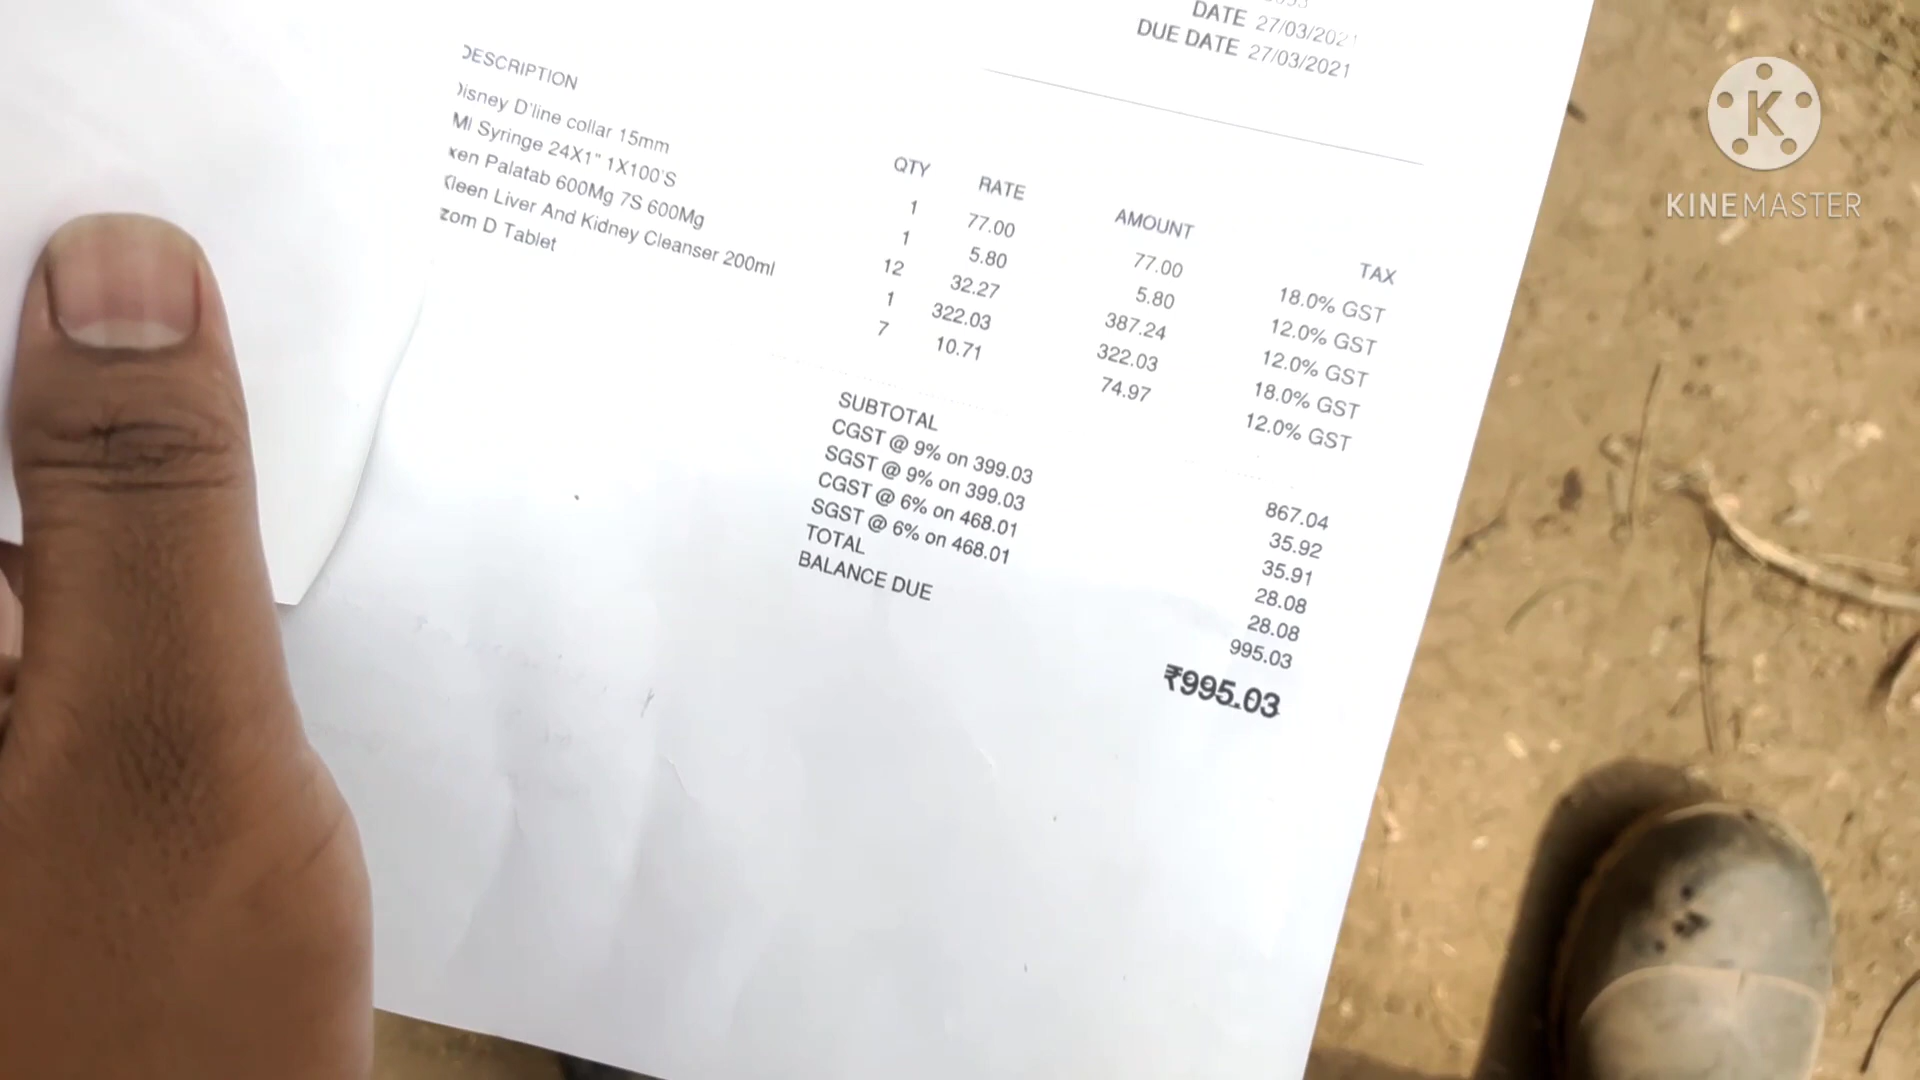 DATE 27/03/2021
DUE DATE 27/03/2021
DESCRIPTION QTY RATE AMOUNT TAX
Disney D'line collar 15mm 1 77.00 77.00 18.0% GST
Ml Syringe 24X1" 1X100'S 1 5.80 5.80 12.0% GST
Palatab 600Mg 7S 600Mg 12 32.27 387.24 12.0% GST
Liver And Kidney Cleanser 200ml 1 322.03 322.03 18.0% GST
zom D Tablet 7 10.71 74.97 12.0% GST
SUBTOTAL 867.04
CGST @ 9% on 399.03 35.92
SGST @ 9% on 399.03 35.91
CGST @ 6% on 468.01 28.08
SGST @ 6% on 468.01 28.08
TOTAL 995.03
BALANCE DUE ₹995.03
K
KINEMASTER